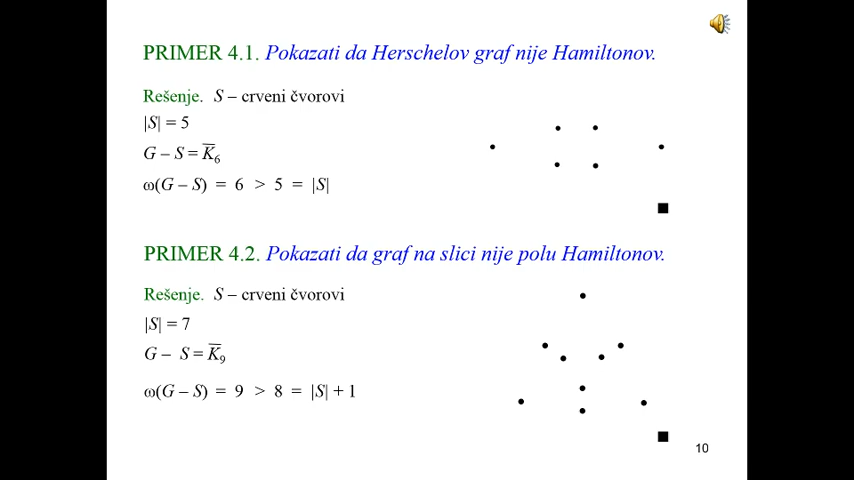 PRIMER 4.1. Pokazati da Herschelov graf nije Hamiltonov.
Rešenje. S – crveni čvorovi
|S| = 5
G – S = K̅₆
ω(G – S) = 6 > 5 = |S|
PRIMER 4.2. Pokazati da graf na slici nije polu Hamiltonov.
Rešenje. S – crveni čvorovi
|S| = 7
G – S = K̅₉
ω(G – S) = 9 > 8 = |S| + 1
10